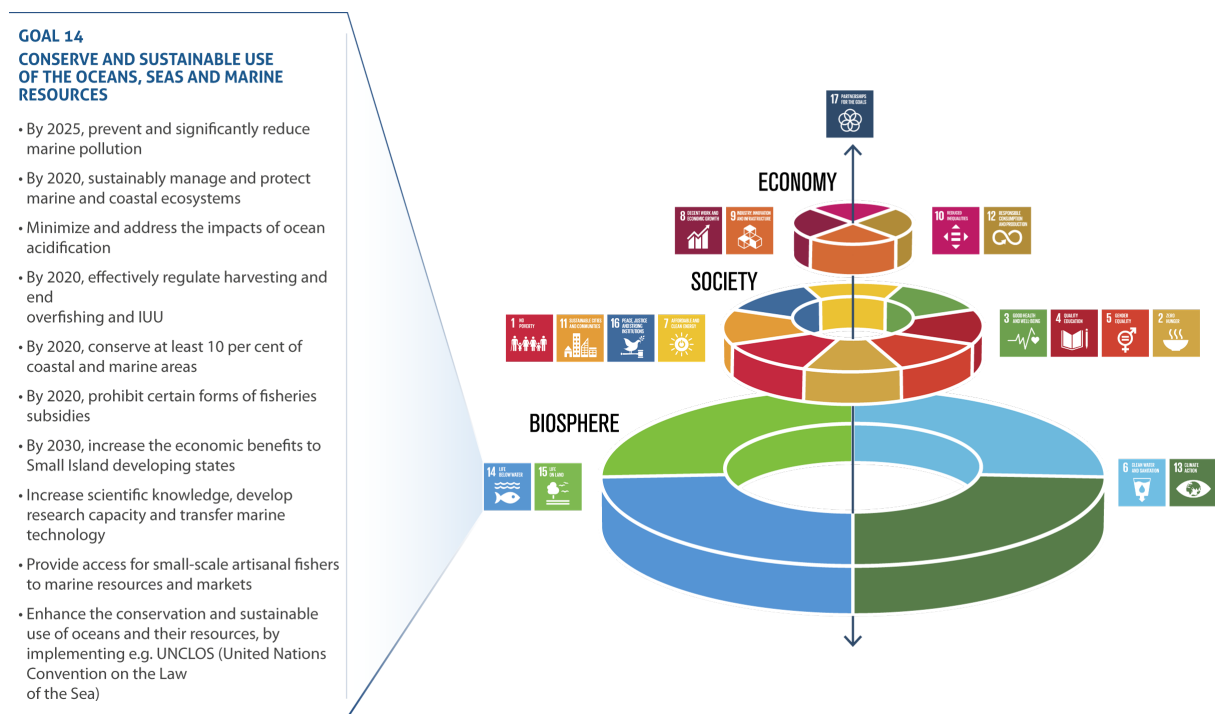 GOAL 14
CONSERVE AND SUSTAINABLE USE
OF THE OCEANS, SEAS AND MARINE
RESOURCES
• By 2025, prevent and significantly reduce
marine pollution
• By 2020, sustainably manage and protect
marine and coastal ecosystems
• Minimize and address the impacts of ocean
acidification
• By 2020, effectively regulate harvesting and
end
overfishing and IUU
• By 2020, conserve at least 10 per cent of
coastal and marine areas
• By 2020, prohibit certain forms of fisheries
subsidies
• By 2030, increase the economic benefits to
Small Island developing states
• Increase scientific knowledge, develop
research capacity and transfer marine
technology
• Provide access for small-scale artisanal fishers
to marine resources and markets
• Enhance the conservation and sustainable
use of oceans and their resources, by
implementing e.g. UNCLOS (United Nations
Convention on the Law
of the Sea)
17 PARTNERSHIPS
FOR THE GOALS
ECONOMY
8 DECENT WORK AND
ECONOMIC GROWTH
9 INDUSTRY, INNOVATION
AND INFRASTRUCTURE
10 REDUCED
INEQUALITIES
12 RESPONSIBLE
CONSUMPTION
AND PRODUCTION
SOCIETY
1 NO
POVERTY
11 SUSTAINABLE CITIES
AND COMMUNITIES
16 PEACE, JUSTICE
AND STRONG
INSTITUTIONS
7 AFFORDABLE AND
CLEAN ENERGY
3 GOOD HEALTH
AND WELL-BEING
4 QUALITY
EDUCATION
5 GENDER
EQUALITY
2 ZERO
HUNGER
BIOSPHERE
14 LIFE
BELOW WATER
15 LIFE
ON LAND
6 CLEAN WATER
AND SANITATION
13 CLIMATE
ACTION